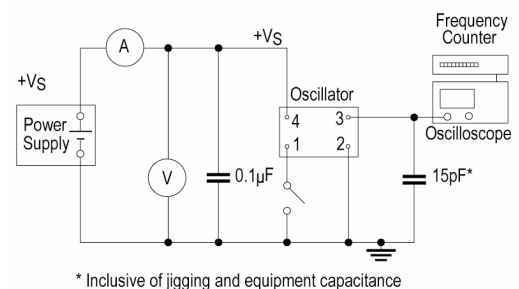 Frequency
Counter
+VS
A
+VS
Oscillator
Power
Supply
4
3
1
2
Oscilloscope
V
0.1µF
15pF*
* Inclusive of jigging and equipment capacitance